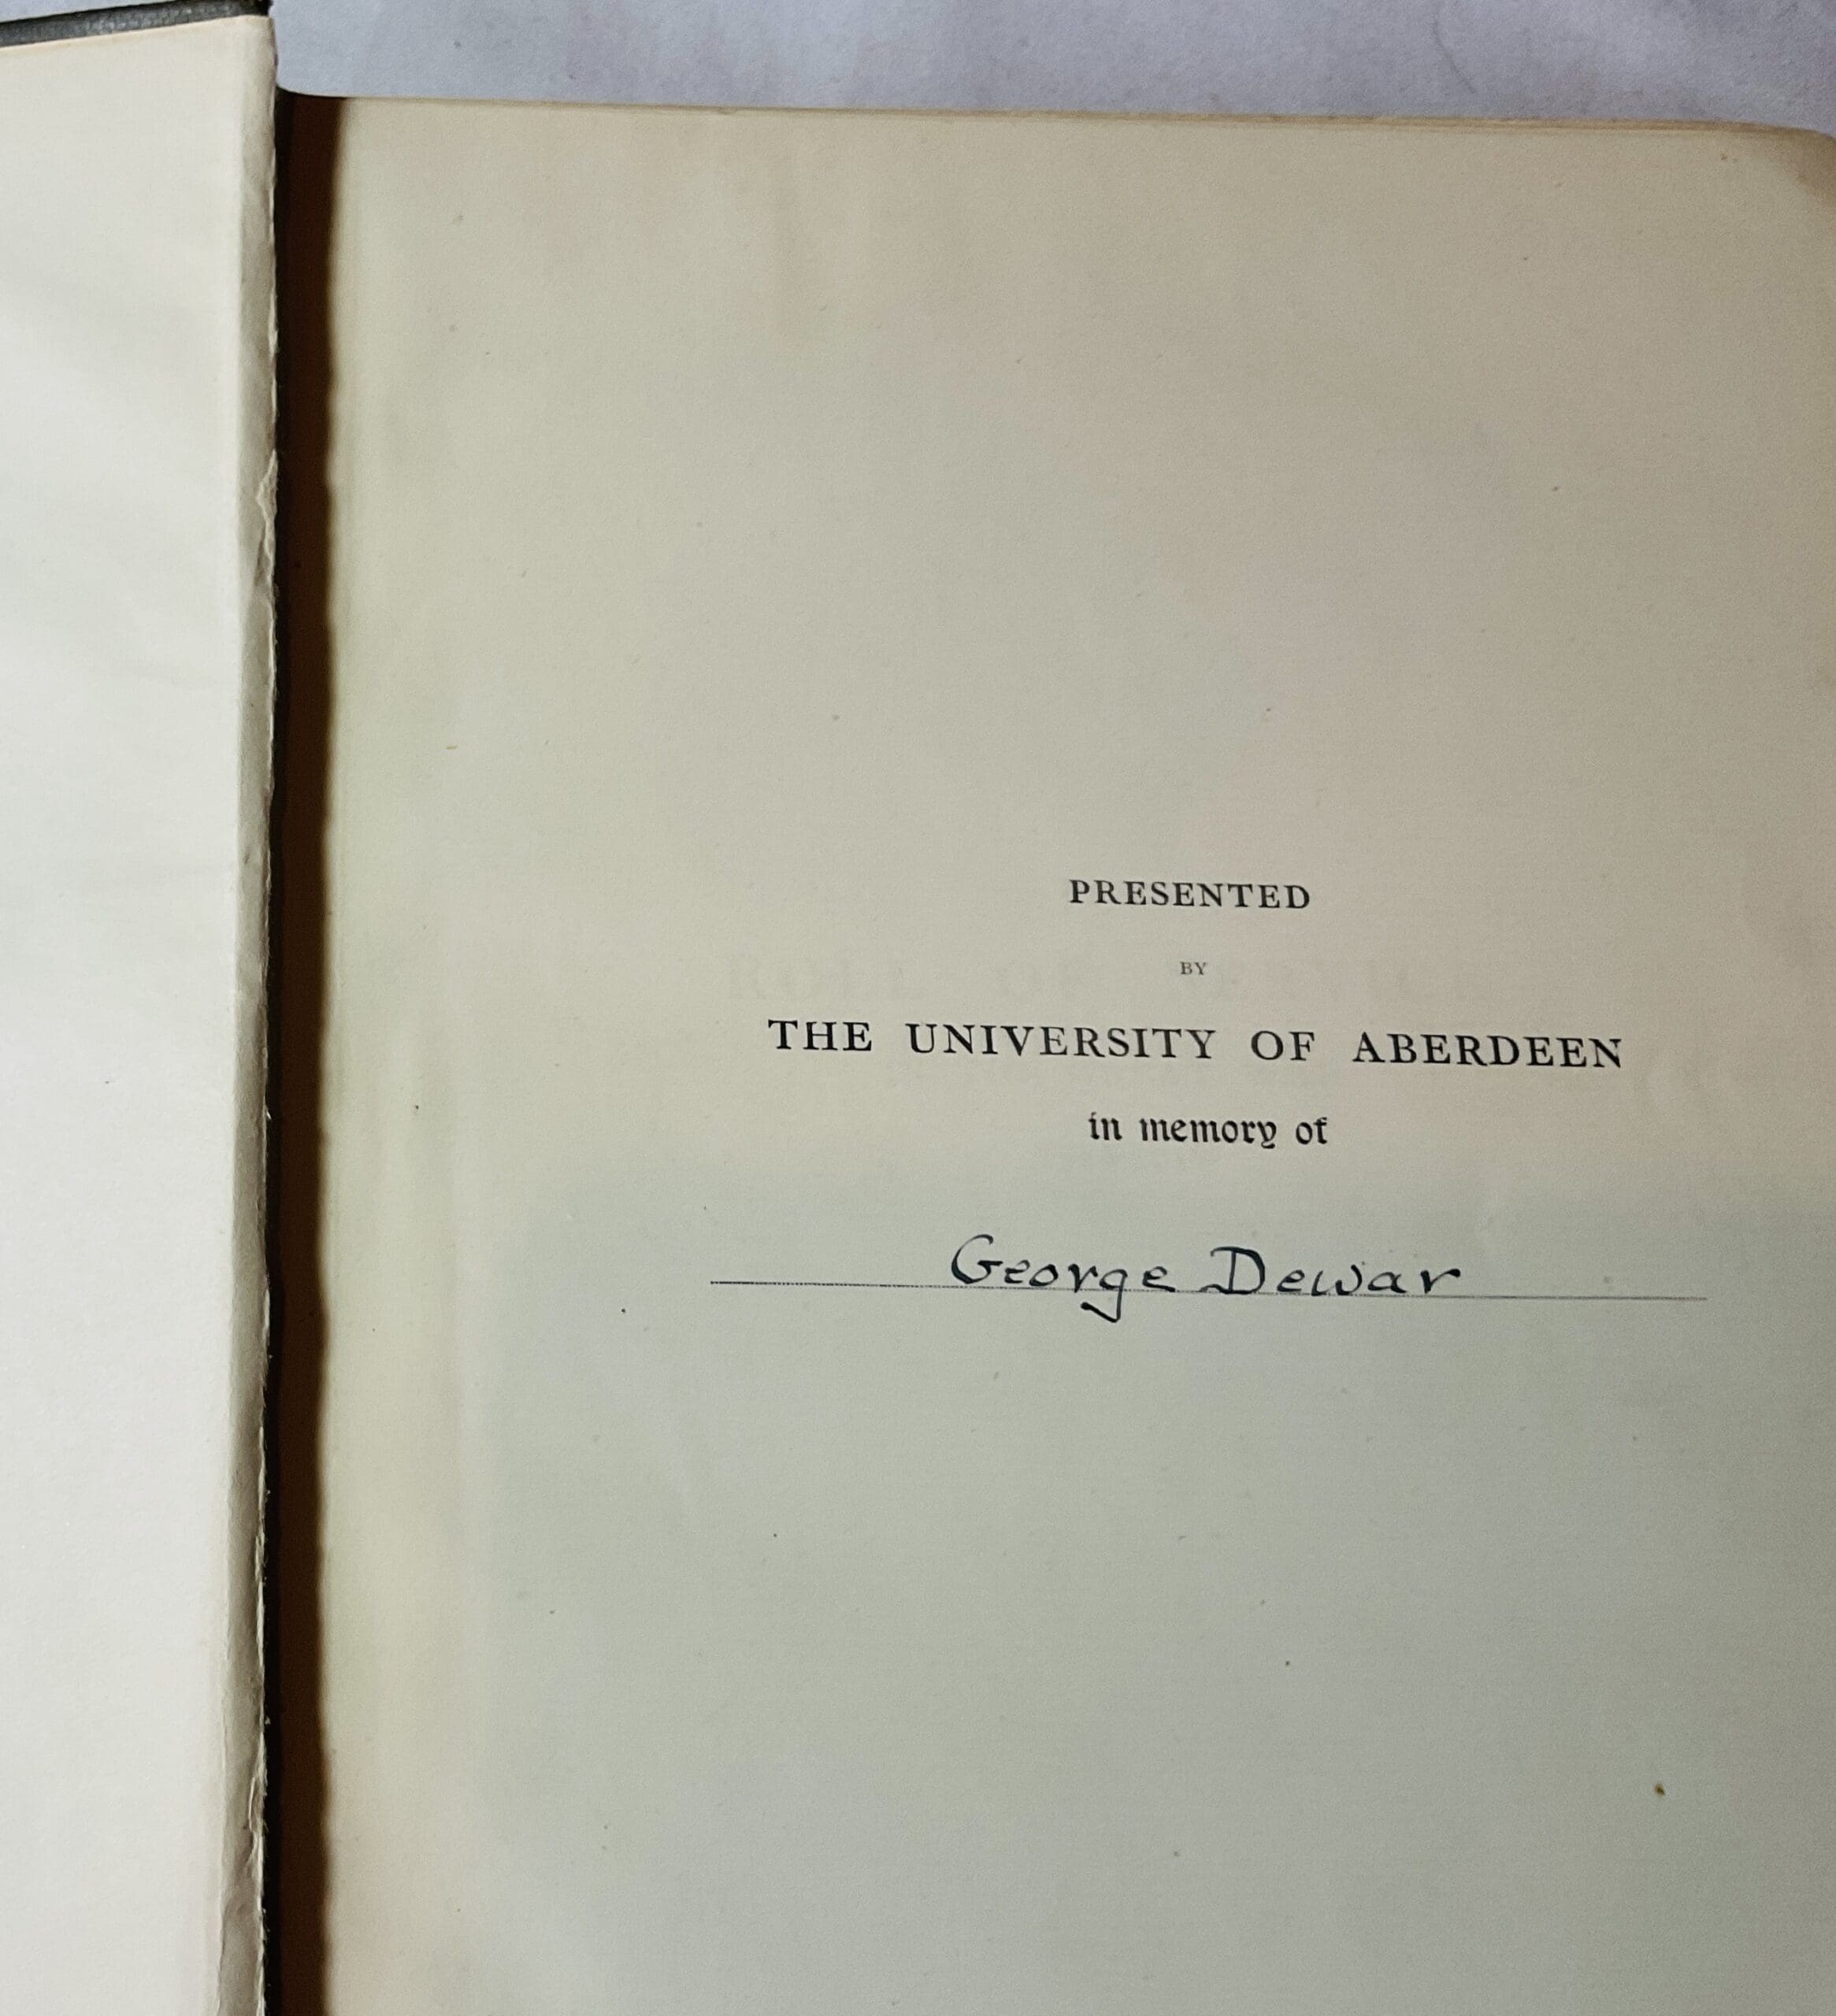 PRESENTED
BY
THE UNIVERSITY OF ABERDEEN
in memory of
George Dewar